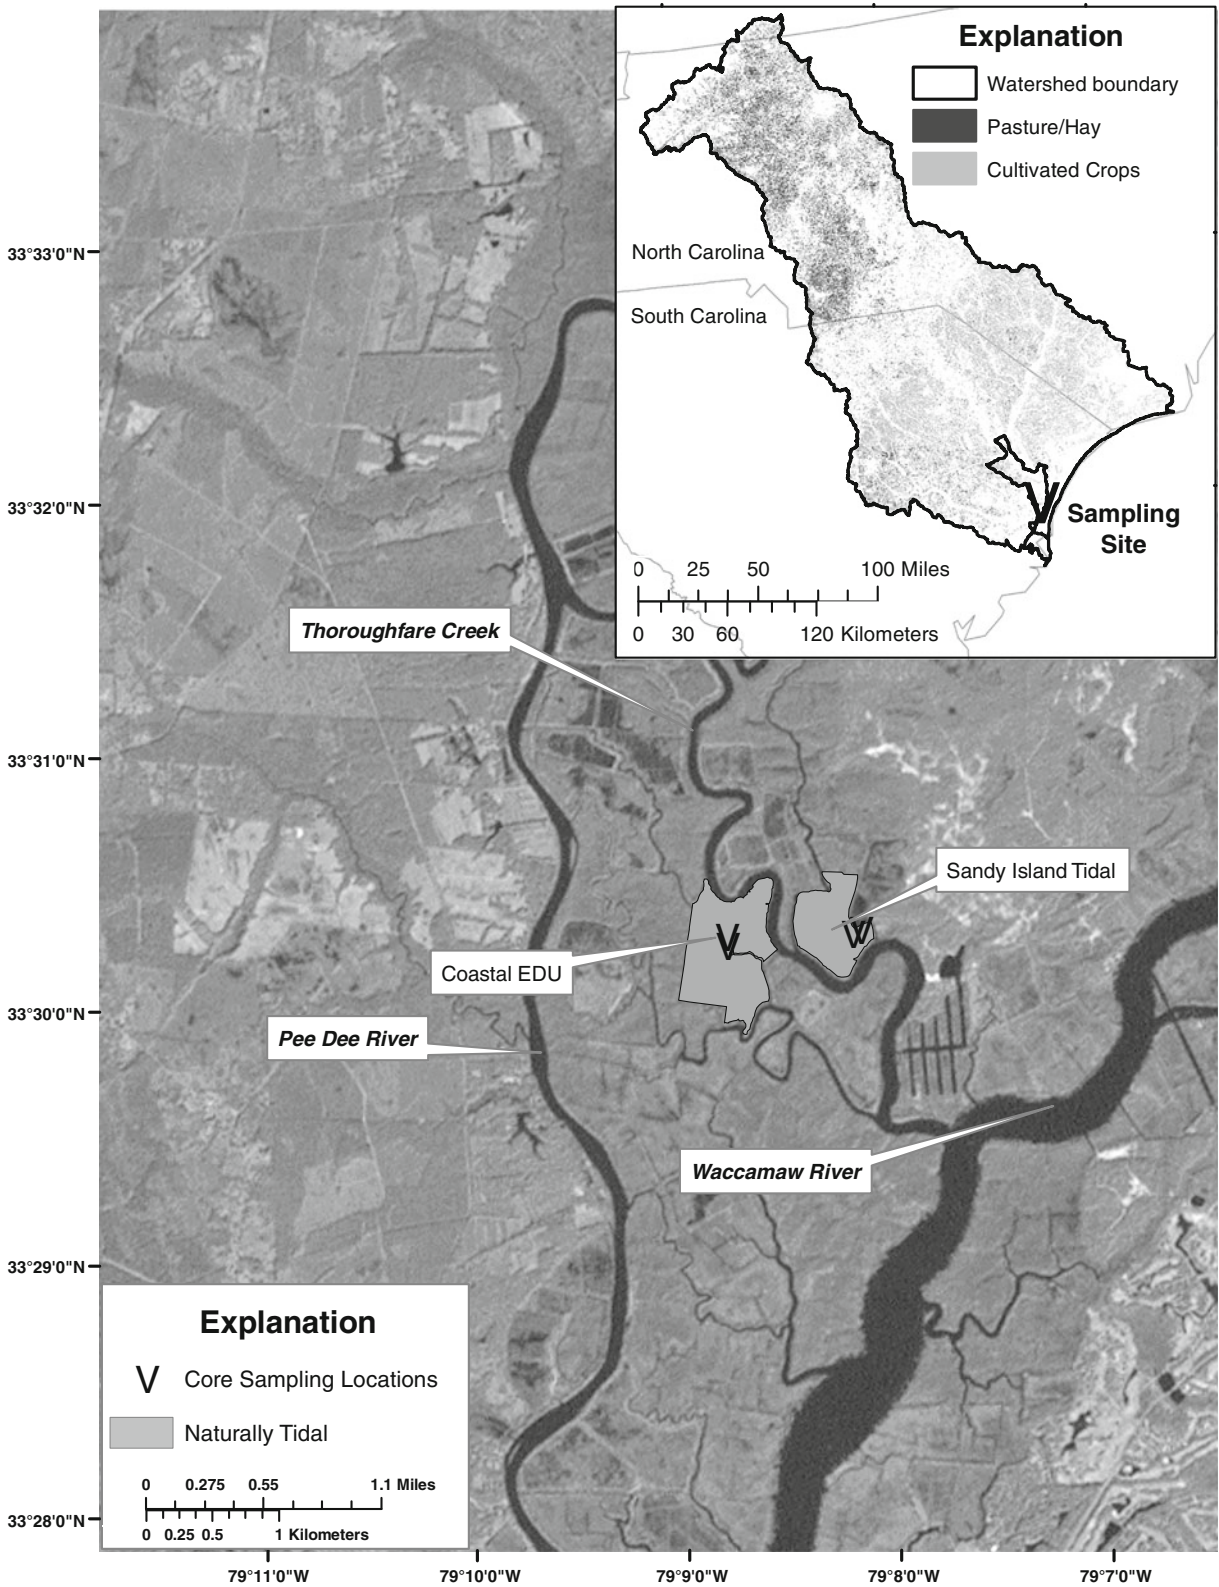 Explanation
Watershed boundary
Pasture/Hay
Cultivated Crops
North Carolina
South Carolina
Sampling
Site
0 25 50 100 Miles
0 30 60 120 Kilometers
33°33'0"N
33°32'0"N
33°31'0"N
33°30'0"N
33°29'0"N
33°28'0"N
Thoroughfare Creek
Sandy Island Tidal
Coastal EDU
Pee Dee River
Waccamaw River
V
VV
Explanation
V Core Sampling Locations
Naturally Tidal
0 0.275 0.55 1.1 Miles
0 0.25 0.5 1 Kilometers
79°11'0"W 79°10'0"W 79°9'0"W 79°8'0"W 79°7'0"W